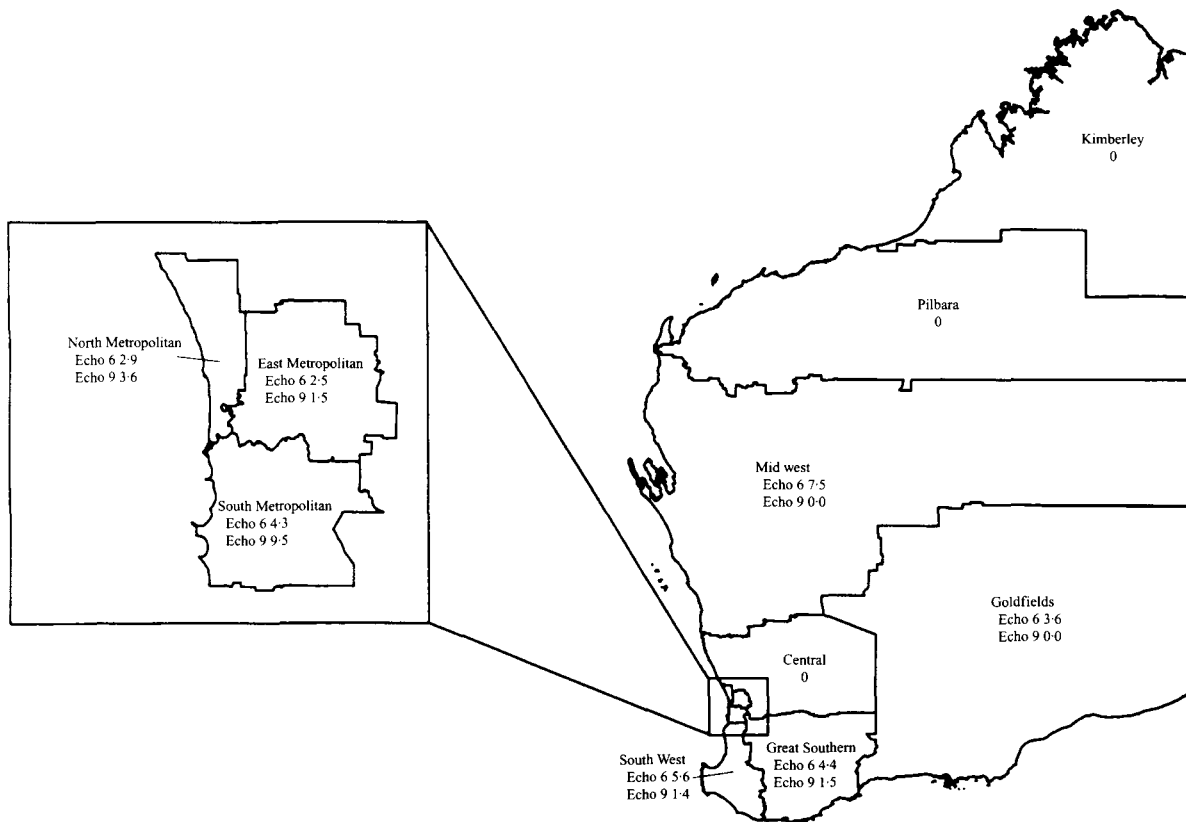 Kimberley
0
Pilbara
0
North Metropolitan
Echo 6 2·9
Echo 9 3·6
East Metropolitan
Echo 6 2·5
Echo 9 1·5
South Metropolitan
Echo 6 4·3
Echo 9 9·5
Mid west
Echo 6 7·5
Echo 9 0·0
Goldfields
Echo 6 3·6
Echo 9 0·0
Central
0
South West
Echo 6 5·6
Echo 9 1·4
Great Southern
Echo 6 4·4
Echo 9 1·5